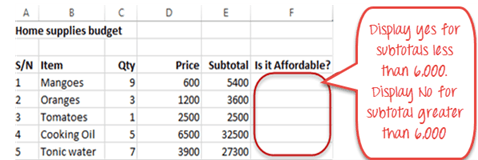 A B C D E F
Home supplies budget
S/N Item Qty Price Subtotal Is it Affordable?
1 Mangoes 9 600 5400
2 Oranges 3 1200 3600
3 Tomatoes 1 2500 2500
4 Cooking Oil 5 6500 32500
5 Tonic water 7 3900 27300
Display yes for
subtotals less
than 6,000.
Display No for
subtotal greater
than 6,000